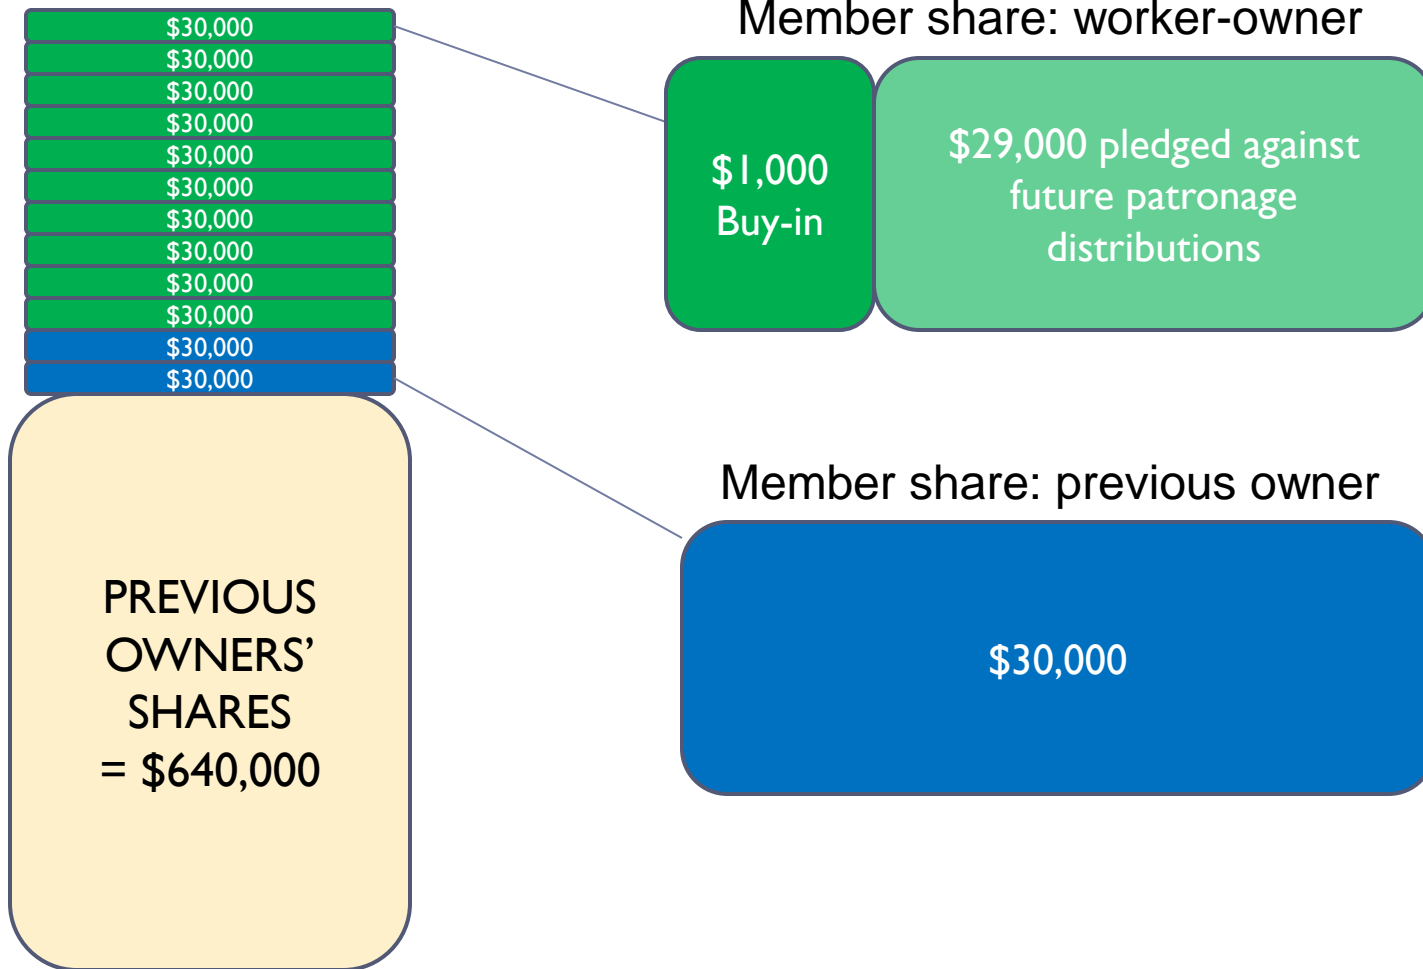 $30,000
$30,000
$30,000
$30,000
$30,000
$30,000
$30,000
$30,000
$30,000
$30,000
$30,000
$30,000
PREVIOUS
OWNERS’
SHARES
= $640,000
Member share: worker-owner
$1,000
Buy-in
$29,000 pledged against
future patronage
distributions
Member share: previous owner
$30,000